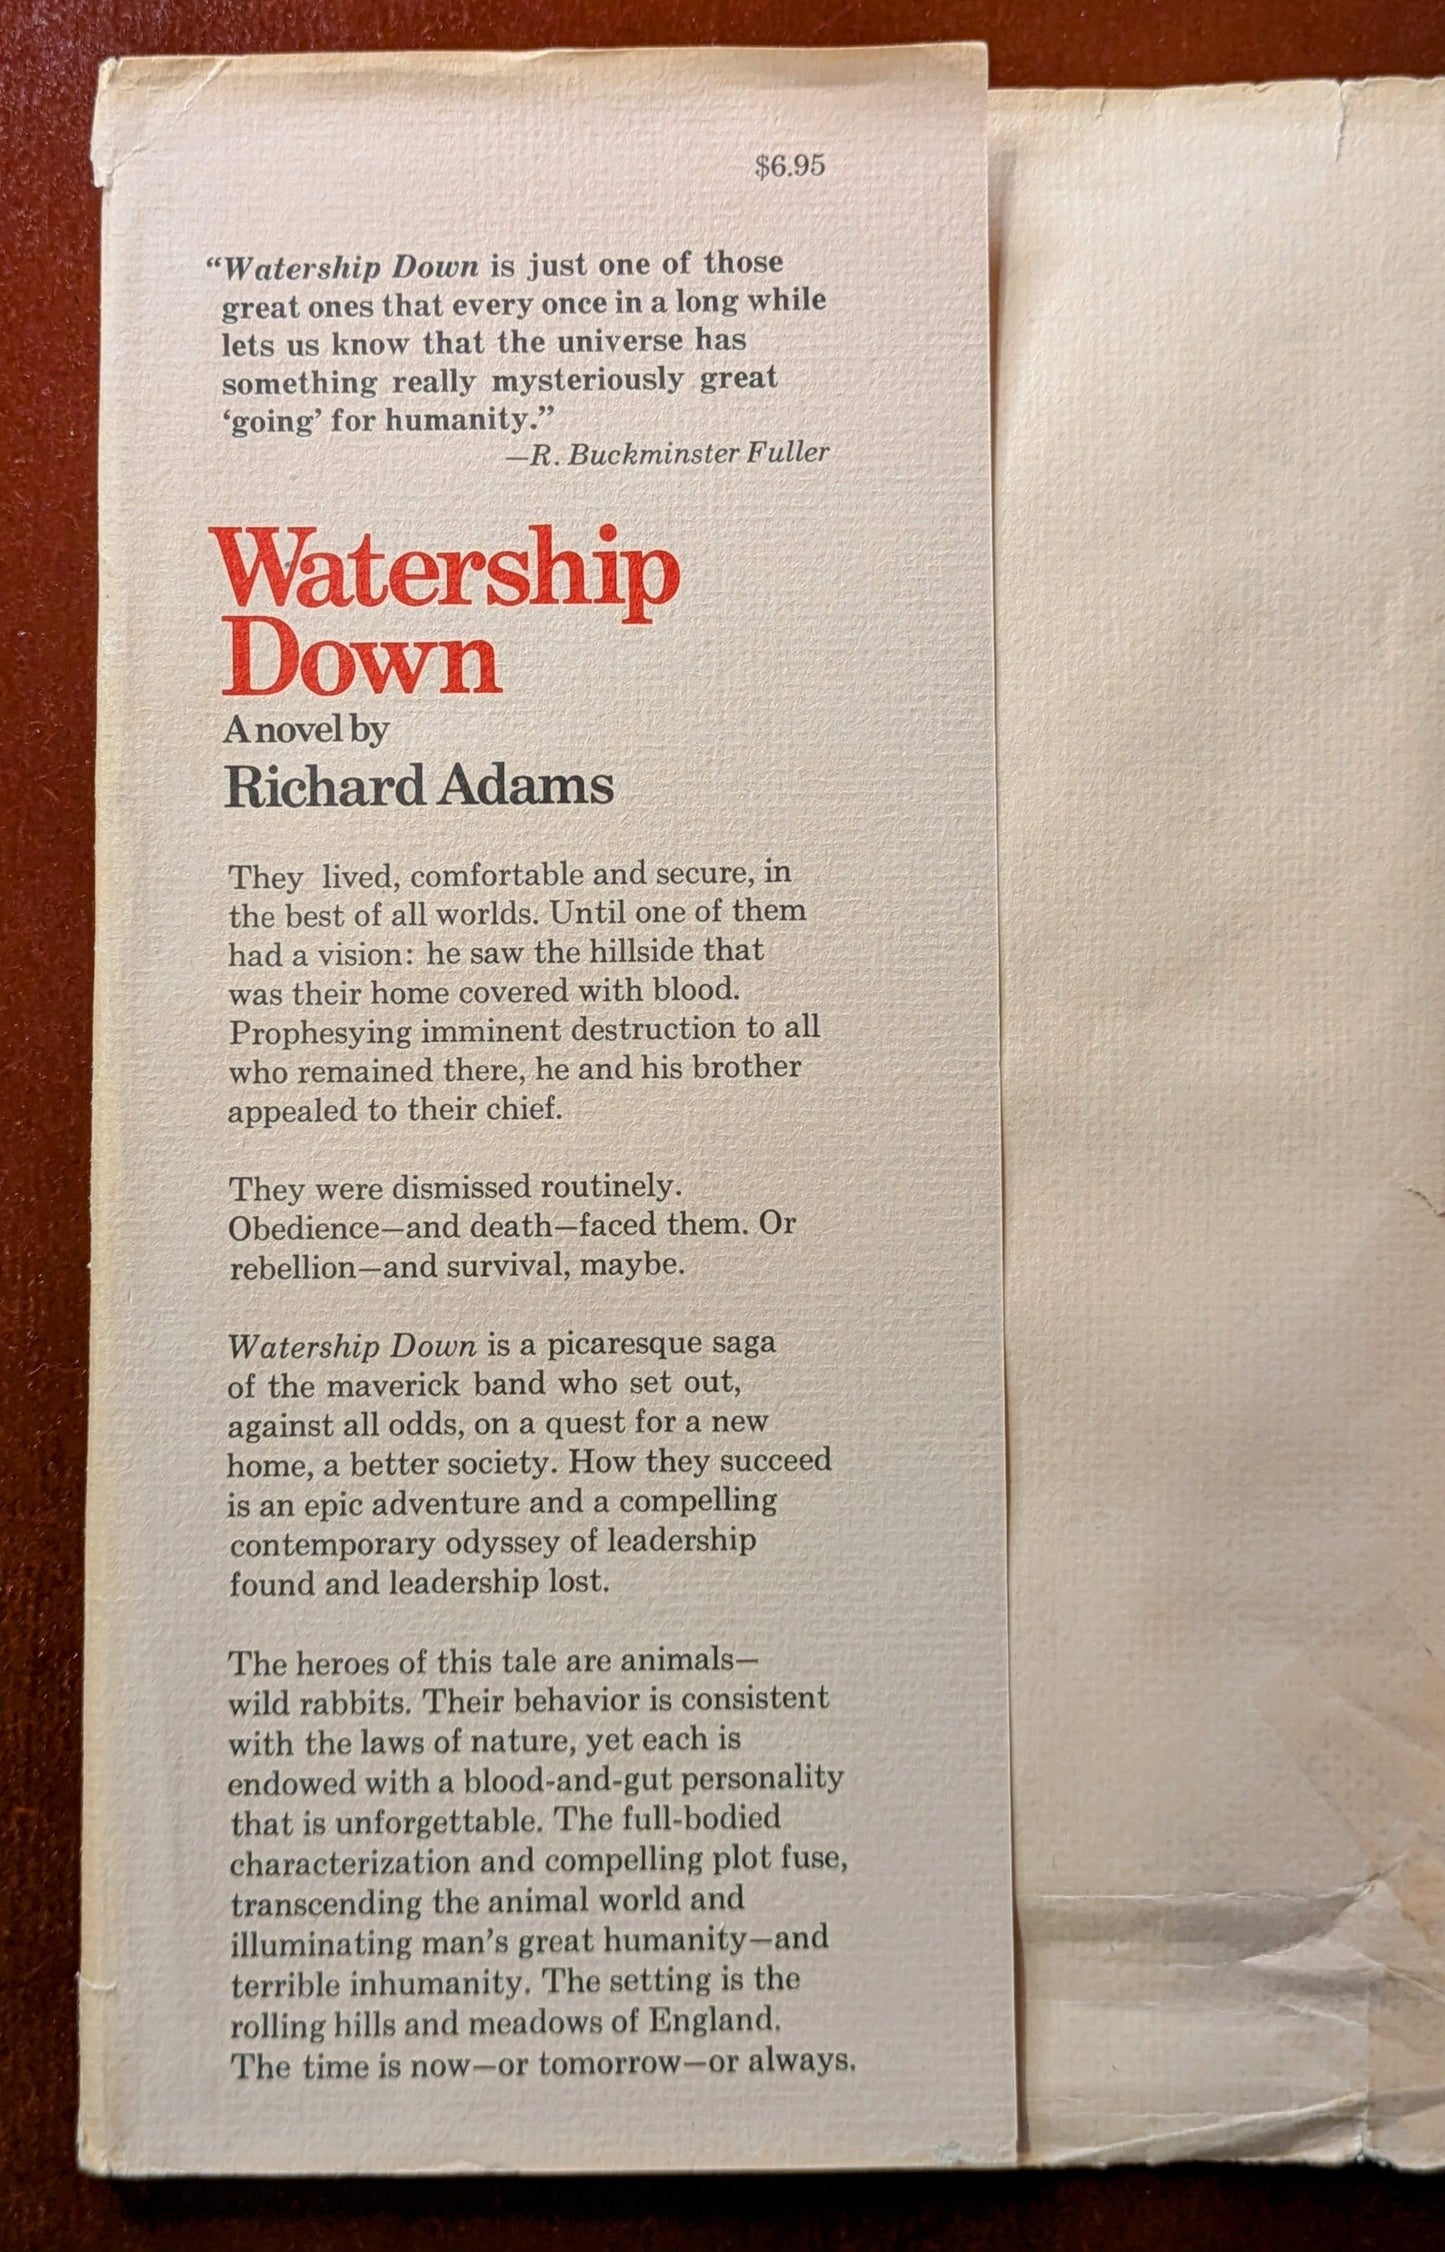 $6.95
“Watership Down is just one of those
great ones that every once in a long while
lets us know that the universe has
something really mysteriously great
‘going’ for humanity.”
—R. Buckminster Fuller
Watership
Down
A novel by
Richard Adams
They lived, comfortable and secure, in
the best of all worlds. Until one of them
had a vision: he saw the hillside that
was their home covered with blood.
Prophesying imminent destruction to all
who remained there, he and his brother
appealed to their chief.
They were dismissed routinely.
Obedience—and death—faced them. Or
rebellion—and survival, maybe.
Watership Down is a picaresque saga
of the maverick band who set out,
against all odds, on a quest for a new
home, a better society. How they succeed
is an epic adventure and a compelling
contemporary odyssey of leadership
found and leadership lost.
The heroes of this tale are animals—
wild rabbits. Their behavior is consistent
with the laws of nature, yet each is
endowed with a blood-and-gut personality
that is unforgettable. The full-bodied
characterization and compelling plot fuse,
transcending the animal world and
illuminating man’s great humanity—and
terrible inhumanity. The setting is the
rolling hills and meadows of England.
The time is now—or tomorrow—or always.